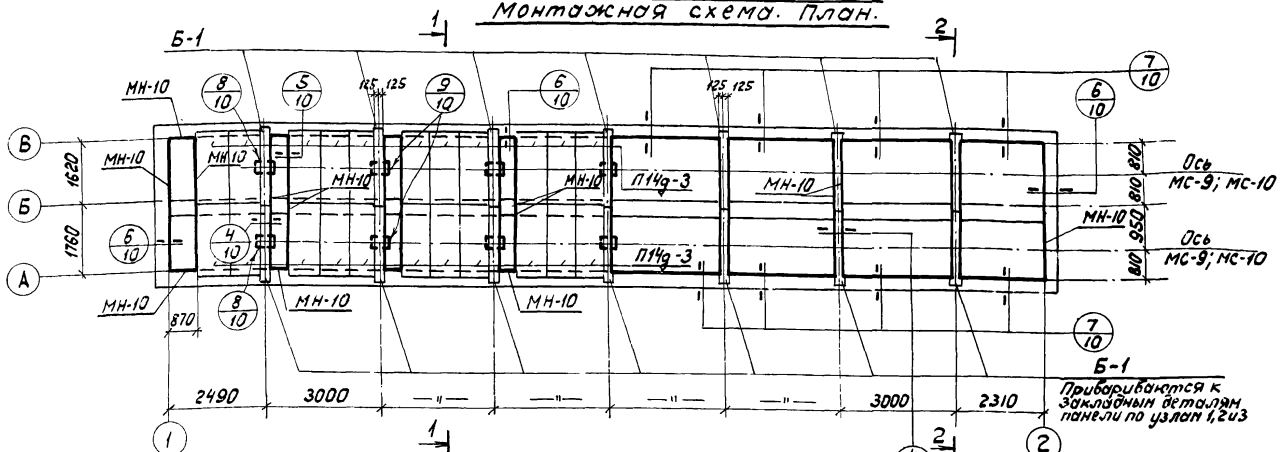 Монтажная схема. План.
1
2
Б-1
125 125
125 125
7
10
МН-10
8
10
5
10
9
10
6
10
6
10
В
МН-10
МН10
МН-10
МН-10
П14д-3
МН-10
1620
810
810
Ось
МС-9; МС-10
Б
1760
6
10
4
10
950
810
МН-10
Ось
МС-9; МС-10
А
П14д-3
МН-10
МН-10
МН-10
870
8
10
7
10
Б-1
Привариваются к
закладным деталям
панели по узлам 1,2и3
2490
3000
—"—
—"—
—"—
—"—
3000
2310
1
1
2
2